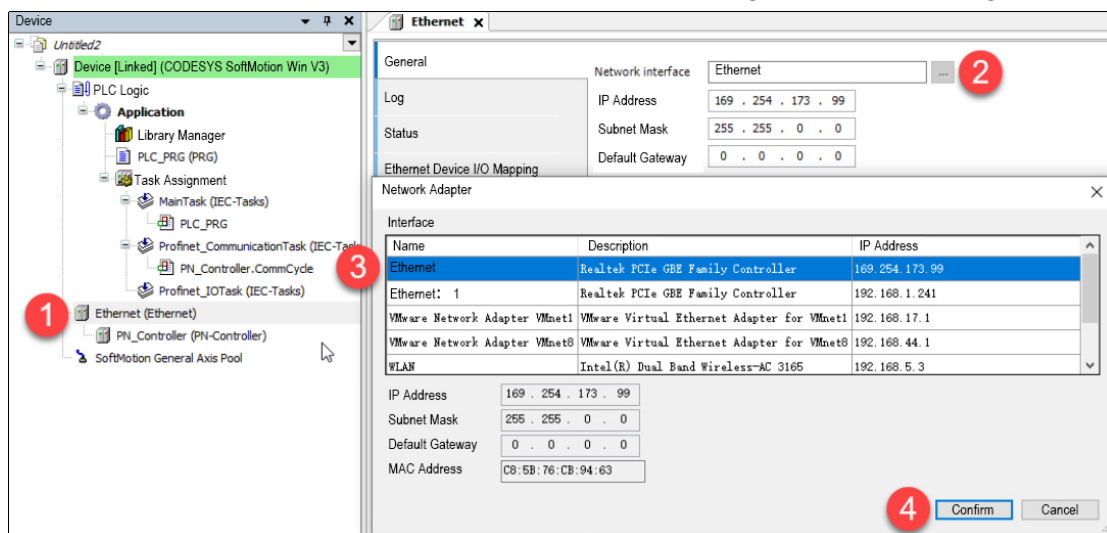 Device
Untitled2
Device [Linked] (CODESYS SoftMotion Win V3)
PLC Logic
Application
Library Manager
PLC_PRG (PRG)
Task Assignment
MainTask (IEC-Tasks)
PLC_PRG
Profinet_CommunicationTask (IEC-Task
PN_Controller.CommCycle
Profinet_IOTask (IEC-Tasks)
1 Ethernet (Ethernet)
PN_Controller (PN-Controller)
SoftMotion General Axis Pool
Ethernet
General
Log
Status
Ethernet Device I/O Mapping
Network interface Ethernet ... 2
IP Address 169 . 254 . 173 . 99
Subnet Mask 255 . 255 . 0 . 0
Default Gateway 0 . 0 . 0 . 0
Network Adapter
Interface
Name Description IP Address
3 Ethernet Realtek PCIe GBE Family Controller 169.254.173.99
Ethernet： 1 Realtek PCIe GBE Family Controller 192.168.1.241
VMware Network Adapter VMnet1 VMware Virtual Ethernet Adapter for VMnet1 192.168.17.1
VMware Network Adapter VMnet8 VMware Virtual Ethernet Adapter for VMnet8 192.168.44.1
WLAN Intel(R) Dual Band Wireless-AC 3165 192.168.5.3
IP Address 169 . 254 . 173 . 99
Subnet Mask 255 . 255 . 0 . 0
Default Gateway 0 . 0 . 0 . 0
MAC Address C8:5B:76:CB:94:63
4 Confirm Cancel